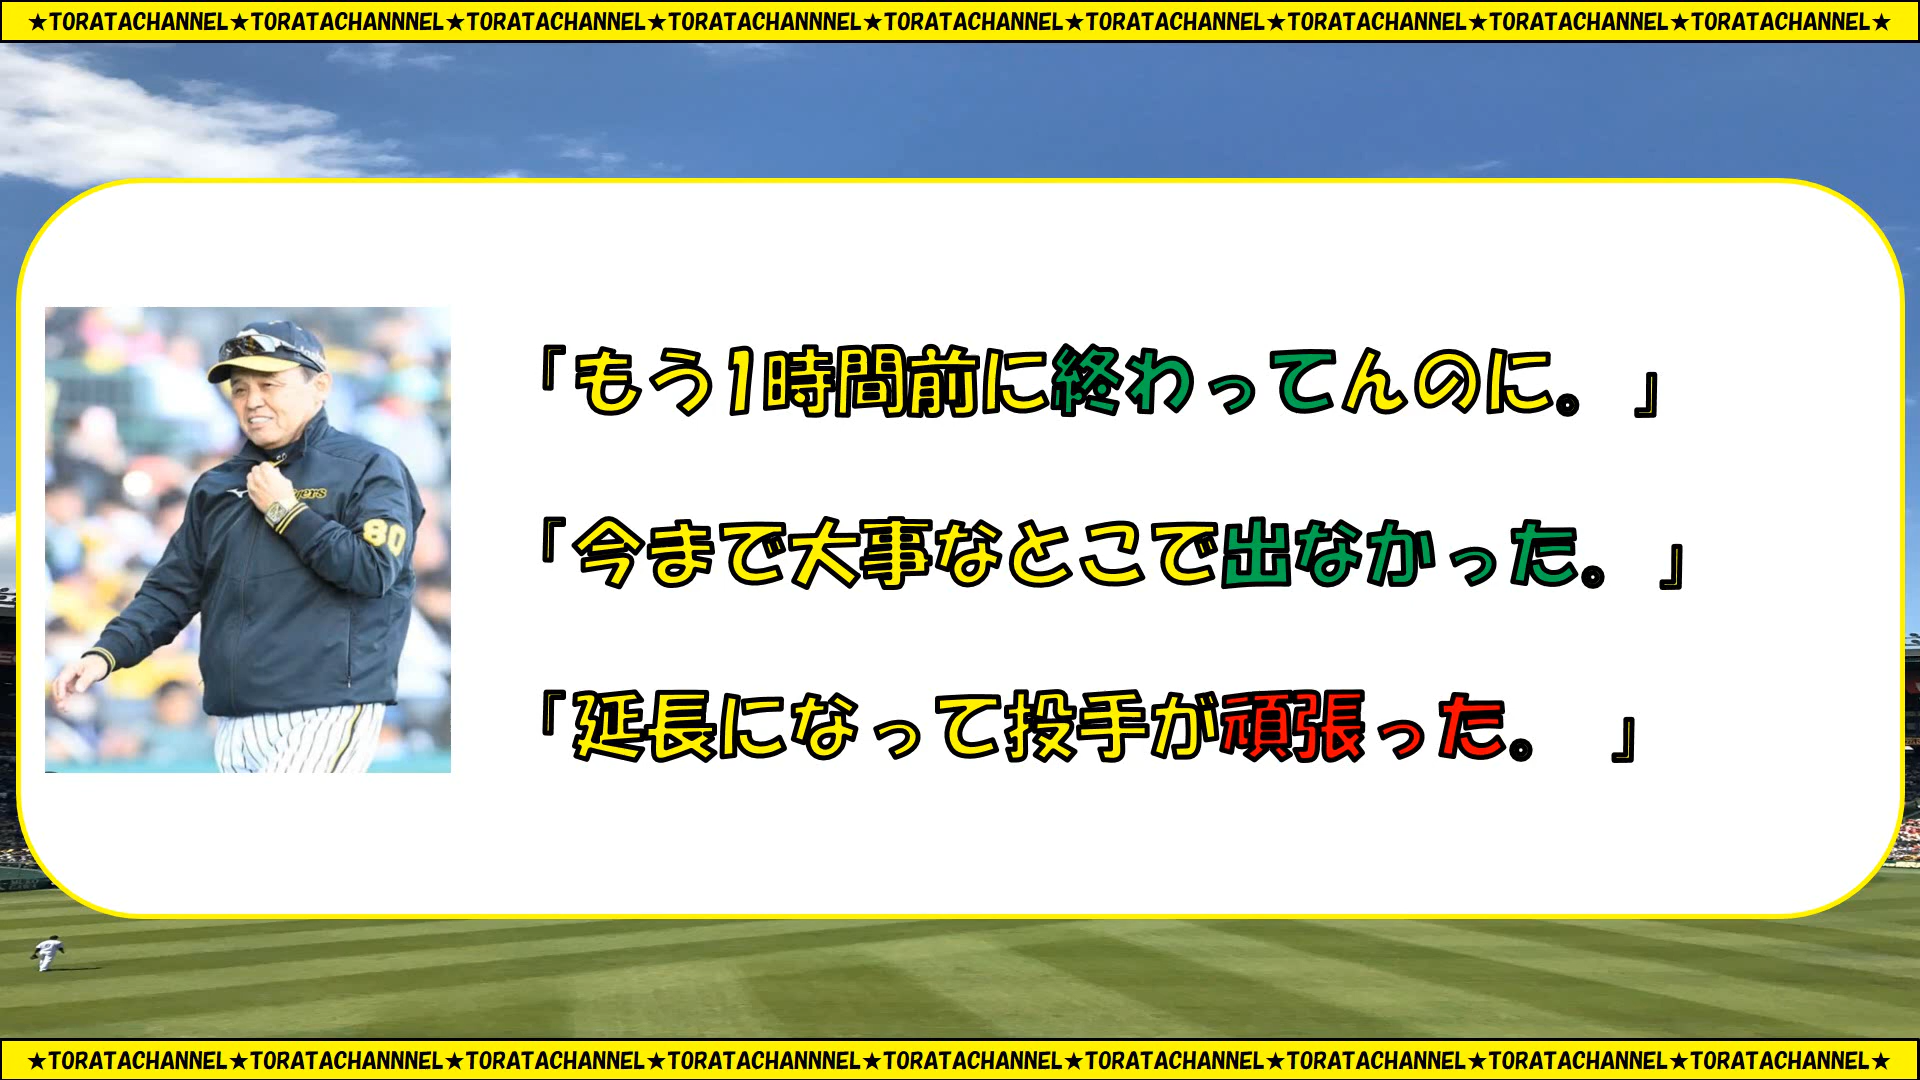 ★TORATACHANNEL★TORATACHANNNEL★TORATACHANNEL★TORATACHANNNEL★TORATACHANNEL★TORATACHANNEL★TORATACHANNEL★TORATACHANNEL★TORATACHANNEL★
『もう1時間前に終わってんのに。』
『今まで大事なとこで出なかった。』
80
『延長になって投手が頑張った。 』
★TORATACHANNEL★TORATACHANNNEL★TORATACHANNEL★TORATACHANNNEL★TORATACHANNEL★TORATACHANNEL★TORATACHANNEL★TORATACHANNEL★TORATACHANNEL★